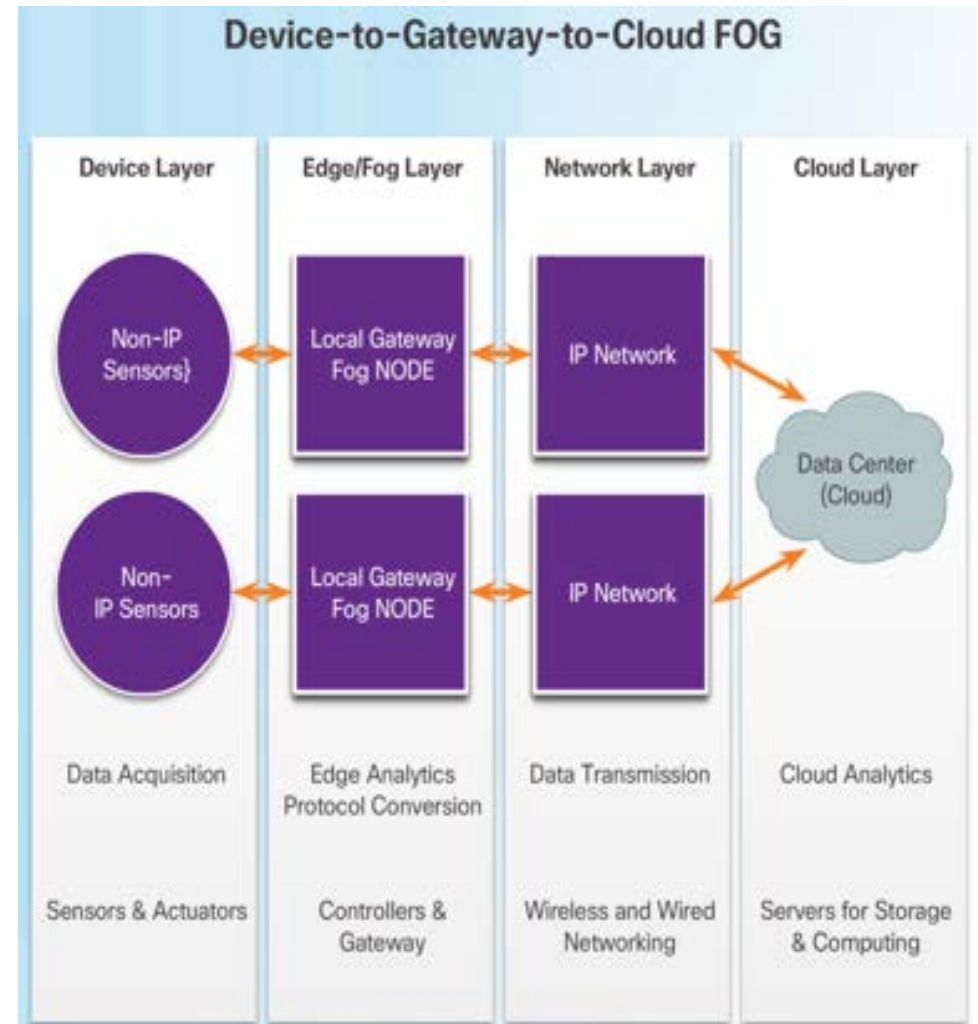 Device-to-Gateway-to-Cloud FOG
Device Layer
Edge/Fog Layer
Network Layer
Cloud Layer
Non-IP
Sensors}
Local Gateway
Fog NODE
IP Network
Data Center
(Cloud)
Non-
IP Sensors
Local Gateway
Fog NODE
IP Network
Data Acquisition
Edge Analytics
Protocol Conversion
Data Transmission
Cloud Analytics
Sensors & Actuators
Controllers &
Gateway
Wireless and Wired
Networking
Servers for Storage
& Computing